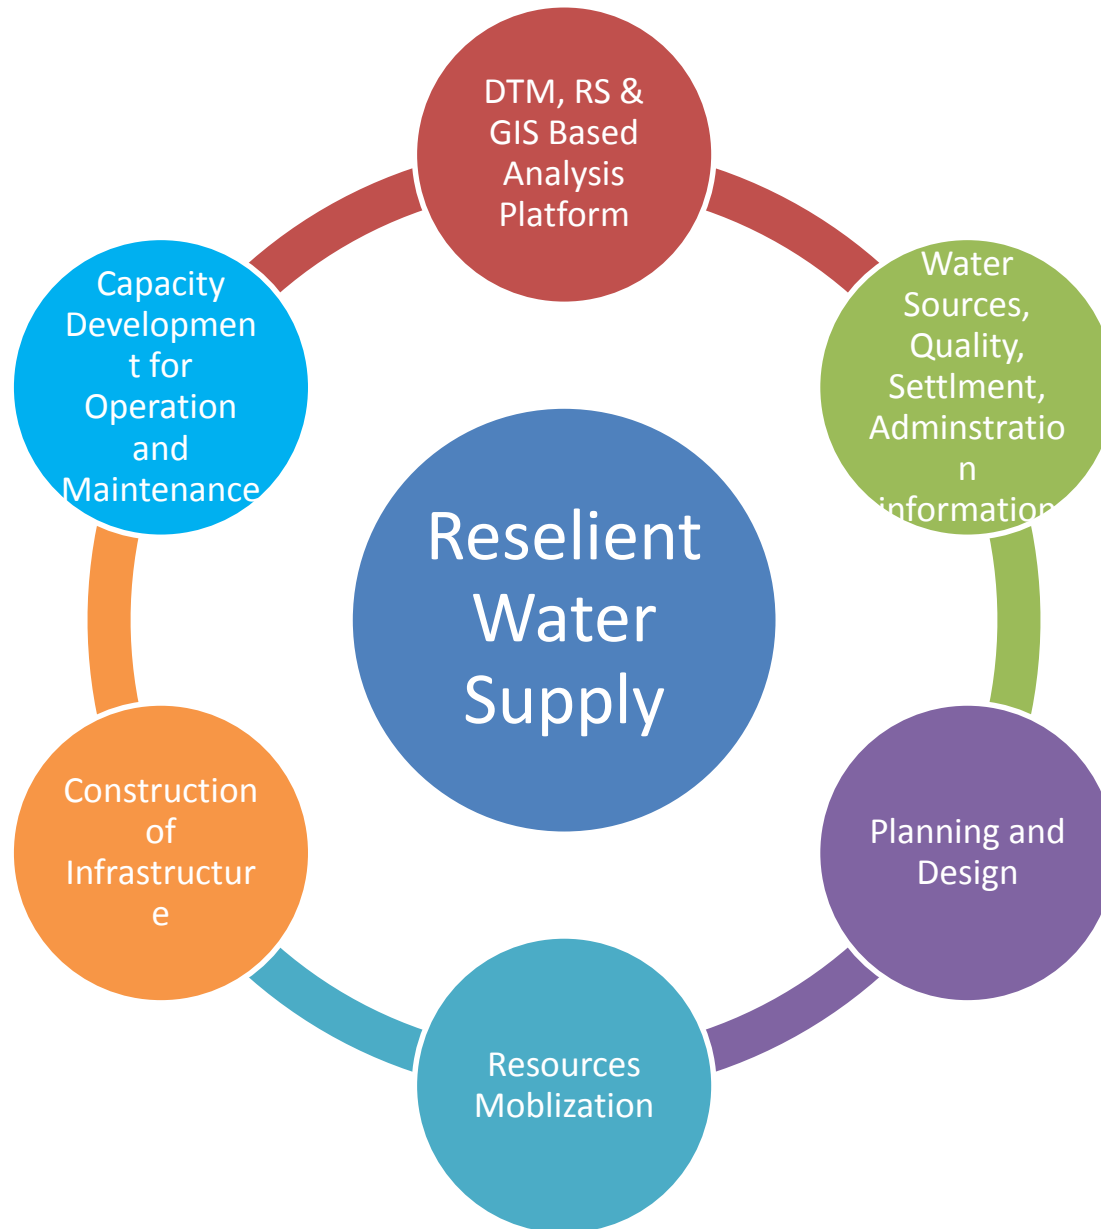 DTM, RS &
GIS Based
Analysis
Platform
Water
Sources,
Quality,
Settlment,
Adminstratio
n
information
Planning and
Design
Resources
Moblization
Construction
of
Infrastructur
e
Capacity
Developmen
t for
Operation
and
Maintenance
Reselient
Water
Supply